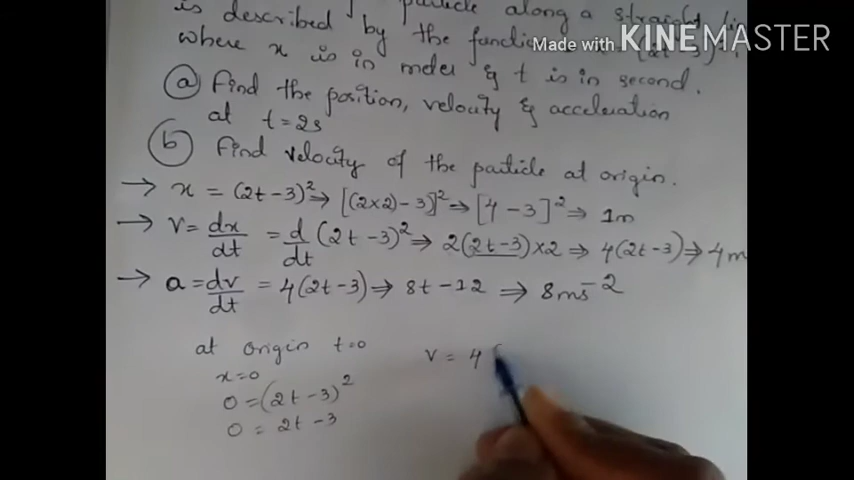 is described by particle along a straight
where x is in meter & t is in second.
Made with KINEMASTER
(a) Find the position, velocity & acceleration
at t = 2s
(b) Find velocity of the particle at origin.
→ x = (2t-3)² ⇒ [(2×2)-3]² ⇒ [4-3]² ⇒ 1m
→ v = dx/dt = d/dt (2t-3)² ⇒ 2(2t-3)×2 ⇒ 4(2t-3) ⇒ 4m
→ a = dv/dt = 4(2t-3) ⇒ 8t-12 ⇒ 8ms⁻²
at origin t=0
x=0
0 = (2t-3)²
0 = 2t-3
v = 4